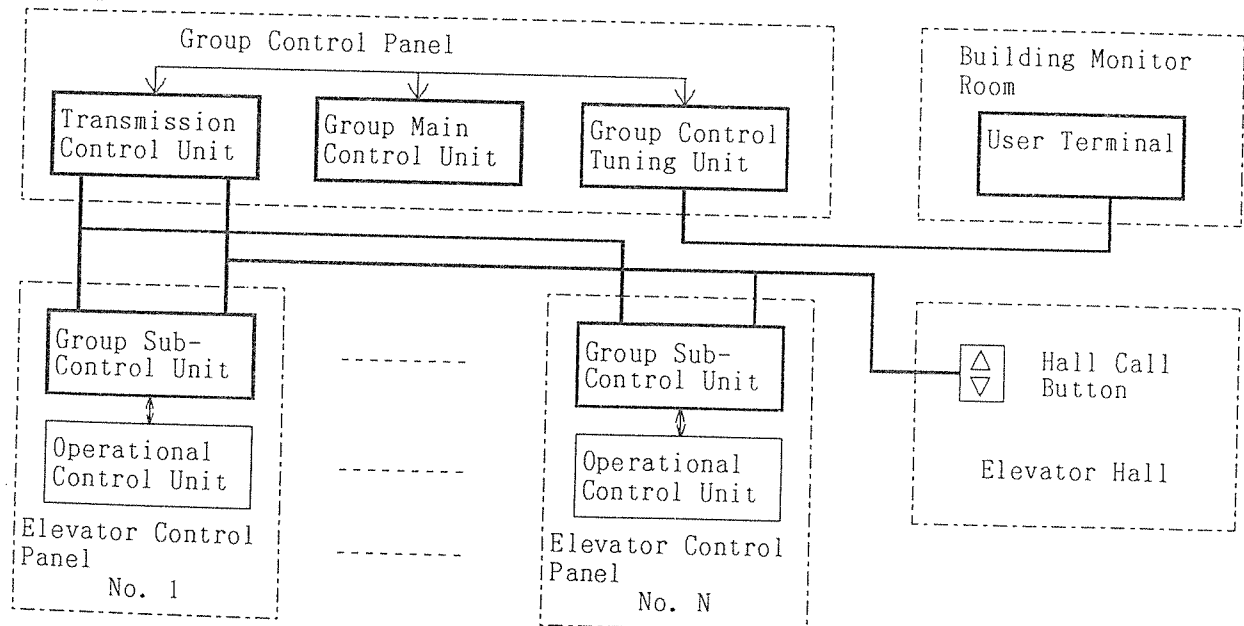 Group Control Panel
Transmission
Control Unit
Group Main
Control Unit
Group Control
Tuning Unit
Building Monitor
Room
User Terminal
Group Sub-
Control Unit
Operational
Control Unit
Elevator Control
Panel
No. 1
Group Sub-
Control Unit
Operational
Control Unit
Elevator Control
Panel
No. N
Hall Call
Button
Elevator Hall